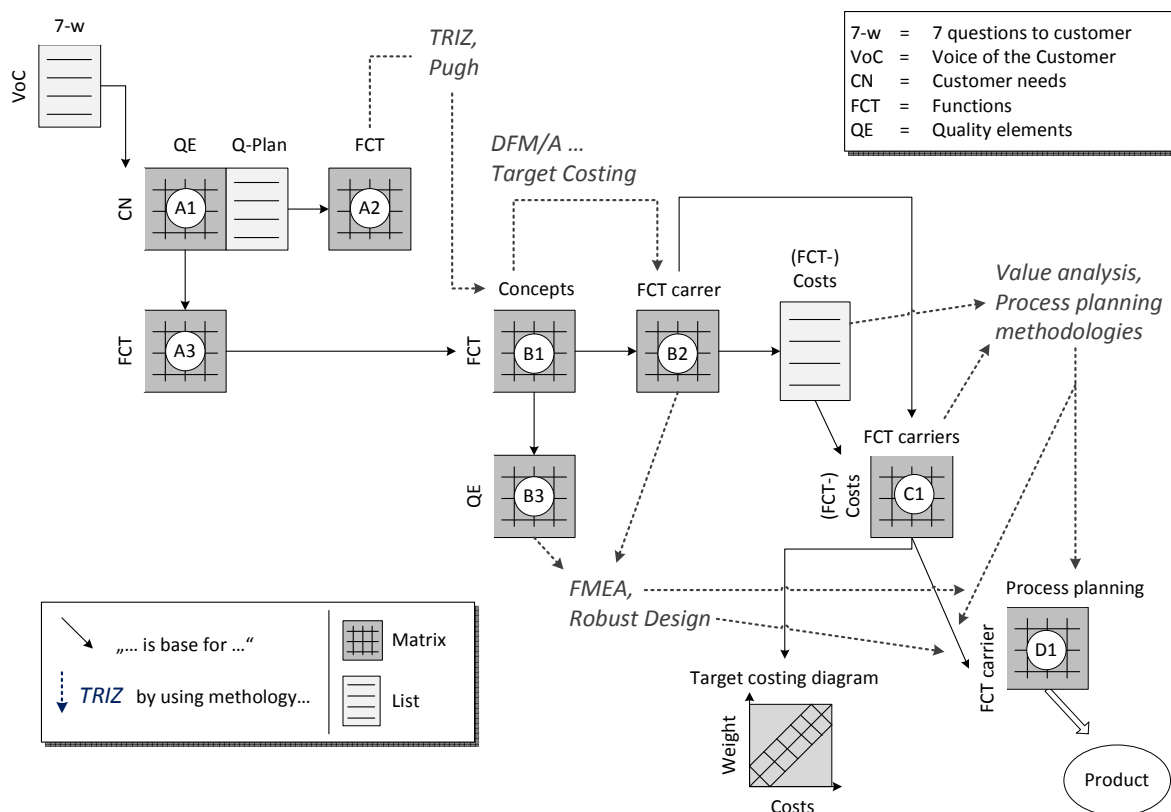 7-w
VoC
TRIZ,
Pugh
7-w = 7 questions to customer
VoC = Voice of the Customer
CN = Customer needs
FCT = Functions
QE = Quality elements
QE
Q-Plan
FCT
CN
A1
A2
DFM/A ...
Target Costing
FCT
A3
Concepts
FCT
B1
FCT carrer
B2
(FCT-)
Costs
Value analysis,
Process planning
methodologies
QE
B3
FCT carriers
(FCT-)
Costs
C1
FMEA,
Robust Design
Process planning
FCT carrier
D1
„... is base for ...“
TRIZ by using methology...
Matrix
List
Target costing diagram
Weight
Costs
Product